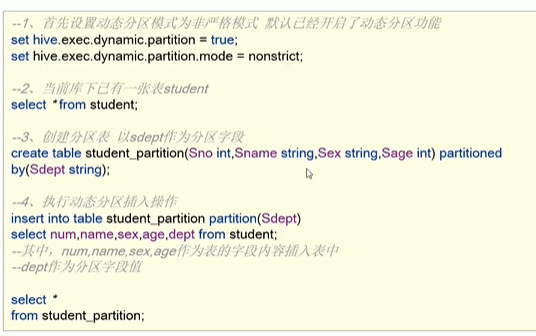 --1、首先设置动态分区模式为非严格模式 默认已经开启了动态分区功能
set hive.exec.dynamic.partition = true;
set hive.exec.dynamic.partition.mode = nonstrict;
--2、当前库下已有一张表student
select *from student;
--3、创建分区表 以sdept作为分区字段
create table student_partition(Sno int,Sname string,Sex string,Sage int) partitioned
by(Sdept string);
--4、执行动态分区插入操作
insert into table student_partition partition(Sdept)
select num,name,sex,age,dept from student;
--其中，num,name,sex,age作为表的字段内容插入表中
--dept作为分区字段值
select *
from student_partition;